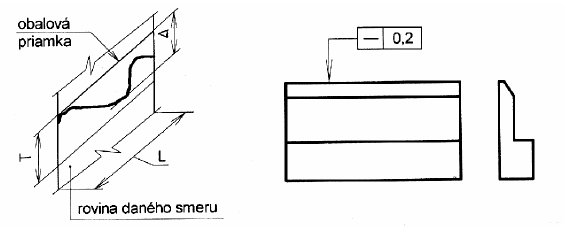 obalová
priamka
Δ
T
L
rovina daného smeru
— 0,2